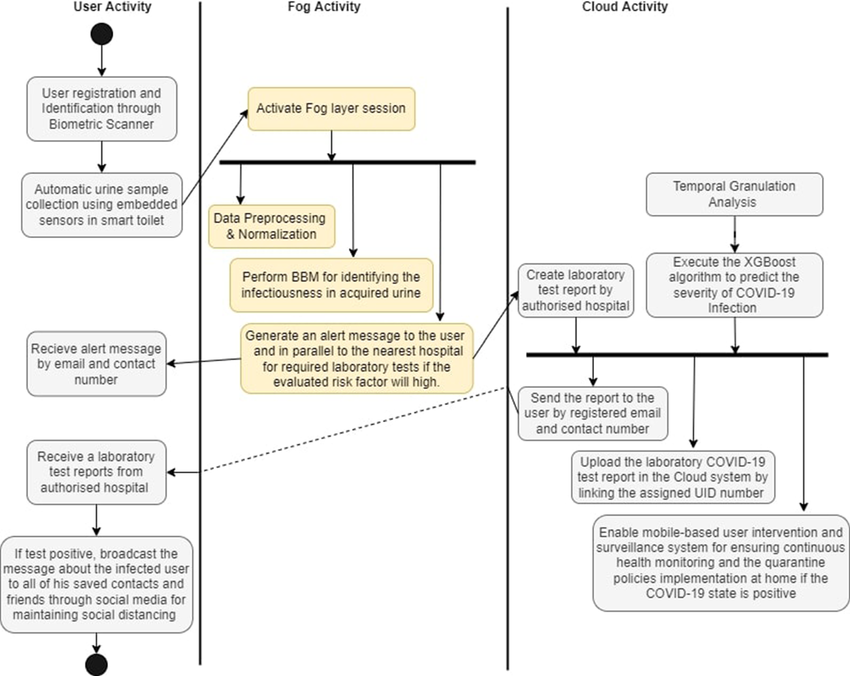 User Activity
Fog Activity
Cloud Activity
User registration and
Identification through
Biometric Scanner
Automatic urine sample
collection using embedded
sensors in smart toilet
Recieve alert message
by email and contact
number
Receive a laboratory
test reports from
authorised hospital
If test positive, broadcast the
message about the infected user
to all of his saved contacts and
friends through social media for
maintaining social distancing
Activate Fog layer session
Data Preprocessing
& Normalization
Perform BBM for identifying the
infectiousness in acquired urine
Generate an alert message to the user
and in parallel to the nearest hospital
for required laboratory tests if the
evaluated risk factor will high.
Temporal Granulation
Analysis
Execute the XGBoost
algorithm to predict the
severity of COVID-19
Infection
Create laboratory
test report by
authorised hospital
Send the report to the
user by registered email
and contact number
Upload the laboratory COVID-19
test report in the Cloud system by
linking the assigned UID number
Enable mobile-based user intervention and
surveillance system for ensuring continuous
health monitoring and the quarantine
policies implementation at home if the
COVID-19 state is positive